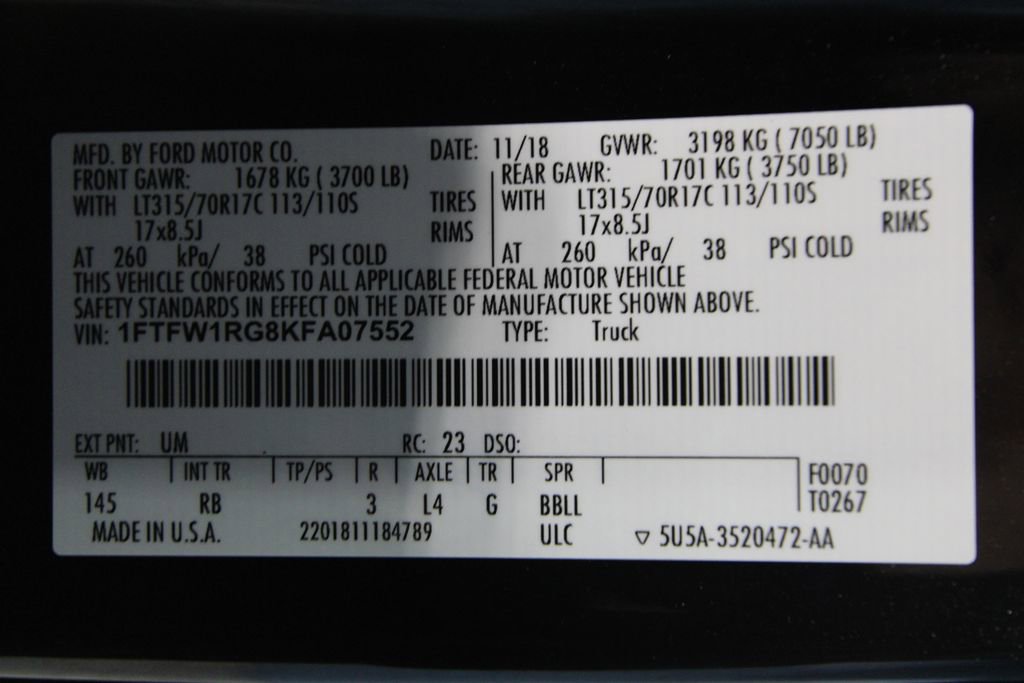 MFD. BY FORD MOTOR CO. DATE: 11/18 GVWR: 3198 KG ( 7050 LB)
FRONT GAWR: 1678 KG ( 3700 LB) REAR GAWR: 1701 KG ( 3750 LB)
WITH LT315/70R17C 113/110S TIRES WITH LT315/70R17C 113/110S TIRES
17x8.5J RIMS 17x8.5J RIMS
AT 260 kPa/ 38 PSI COLD AT 260 kPa/ 38 PSI COLD
THIS VEHICLE CONFORMS TO ALL APPLICABLE FEDERAL MOTOR VEHICLE
SAFETY STANDARDS IN EFFECT ON THE DATE OF MANUFACTURE SHOWN ABOVE.
VIN: 1FTFW1RG8KFA07552 TYPE: Truck
EXT PNT: UM RC: 23 DSO:
WB INT TR TP/PS R AXLE TR SPR F0070
145 RB 3 L4 G BBLL T0267
MADE IN U.S.A. 2201811184789 ULC ▽ 5U5A-3520472-AA